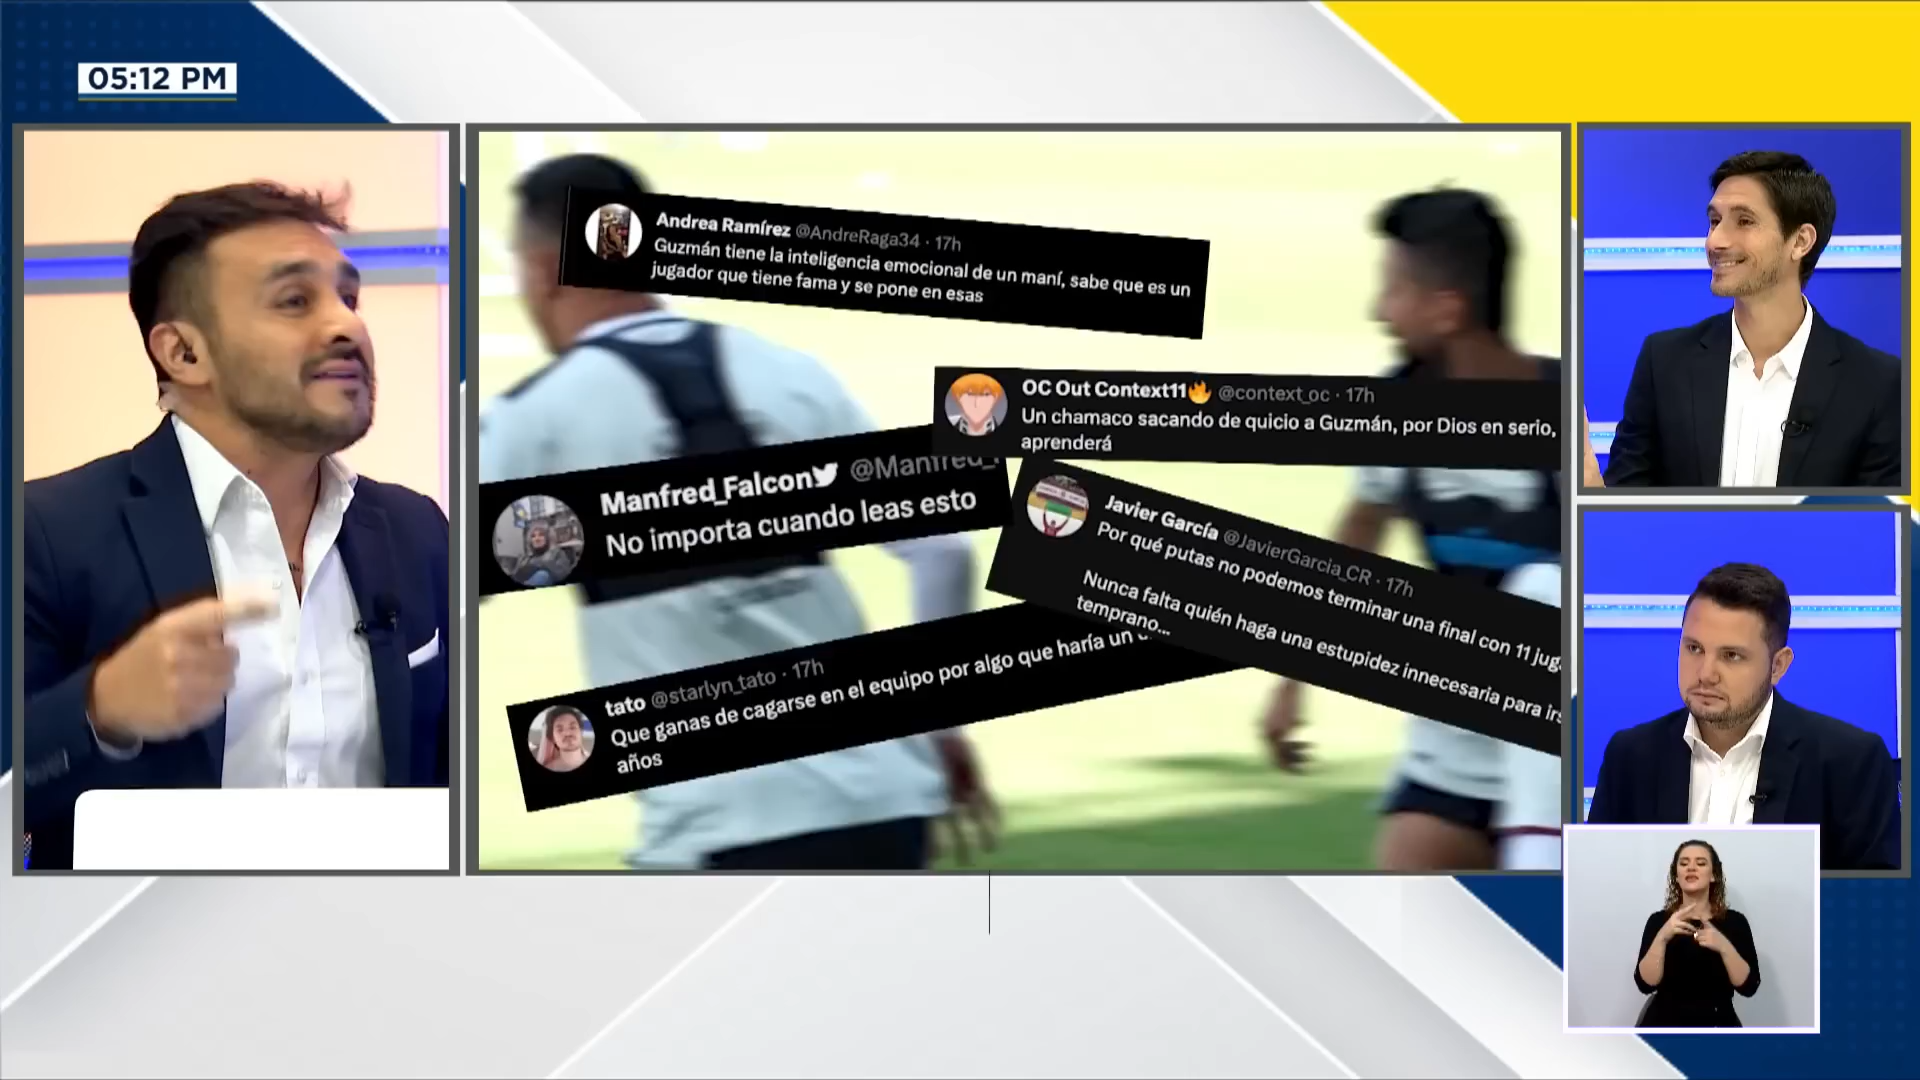 05:12 PM
Andrea Ramírez @AndreRaga34 · 17h
Guzmán tiene la inteligencia emocional de un maní, sabe que es un
jugador que tiene fama y se pone en esas
OC Out Context11🔥 @context_oc · 17h
Un chamaco sacando de quicio a Guzmán, por Dios en serio,
aprenderá
Manfred_Falcon
No importa cuando leas esto
Javier García @JavierGarcia_CR · 17h
Por qué putas no podemos terminar una final con 11
Nunca falta quién haga una estupidez innecesaria para
temprano...
tato @starlyn_tato · 17h
Que ganas de cagarse en el equipo por algo que haría un
años